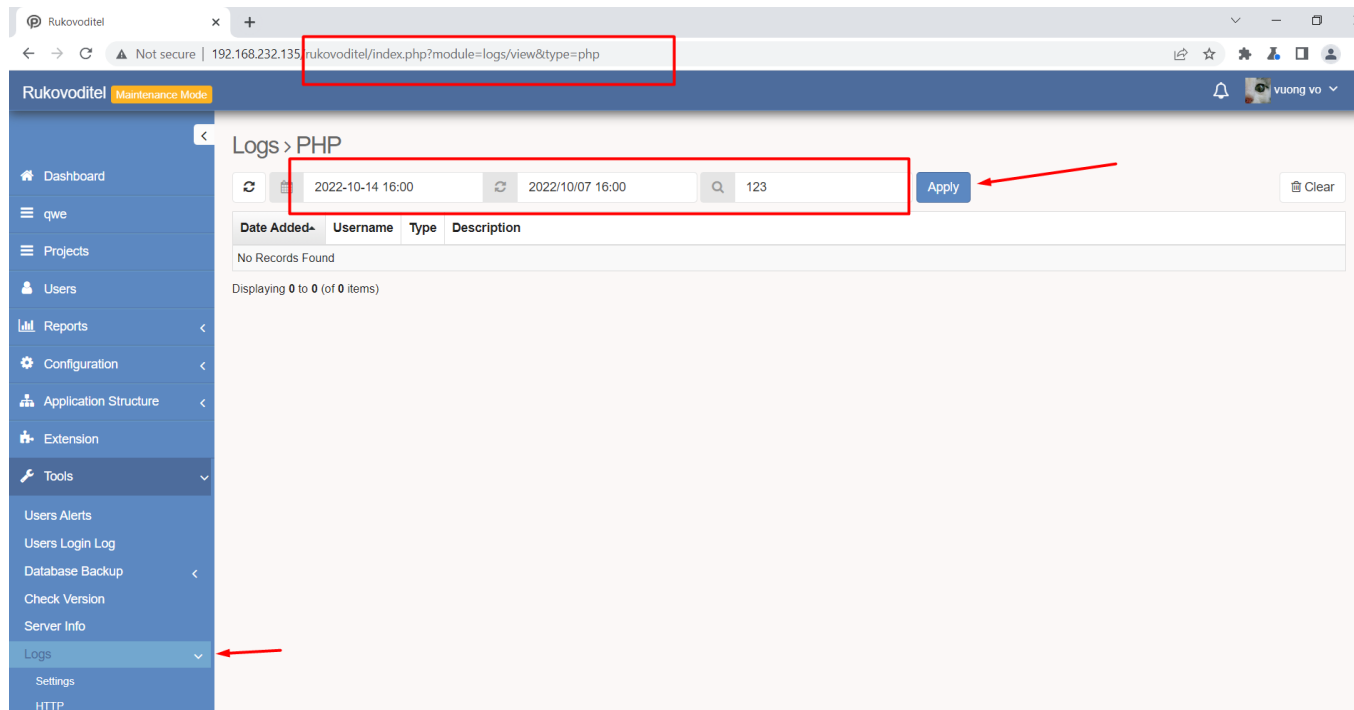 Rukovoditel
Not secure | 192.168.232.135/rukovoditel/index.php?module=logs/view&type=php
Rukovoditel Maintenance Mode
vuong vo
Logs › PHP
2022-10-14 16:00 2022/10/07 16:00 123 Apply Clear
Date Added Username Type Description
No Records Found
Displaying 0 to 0 (of 0 items)
Dashboard
qwe
Projects
Users
Reports
Configuration
Application Structure
Extension
Tools
Users Alerts
Users Login Log
Database Backup
Check Version
Server Info
Logs
Settings
HTTP